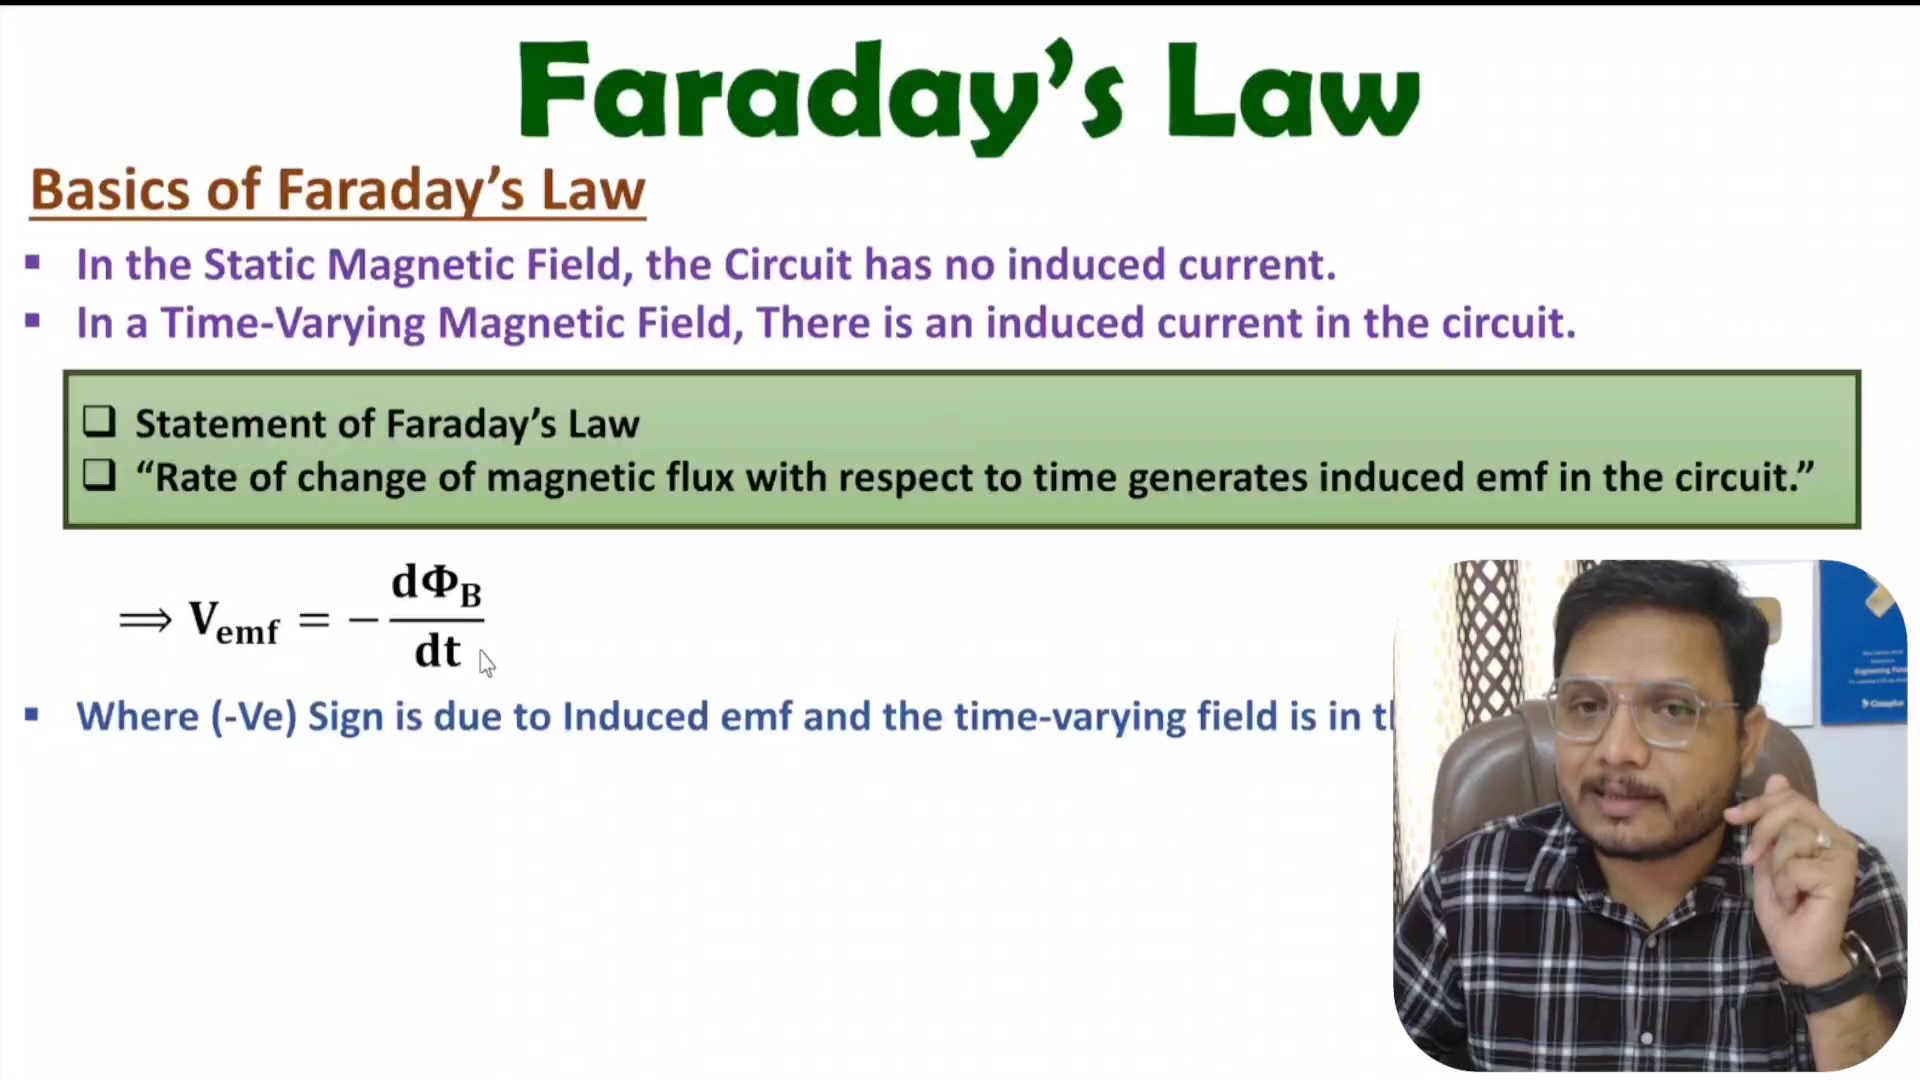 Faraday’s Law
Basics of Faraday’s Law
▪ In the Static Magnetic Field, the Circuit has no induced current.
▪ In a Time-Varying Magnetic Field, There is an induced current in the circuit.
❑ Statement of Faraday’s Law
❑ “Rate of change of magnetic flux with respect to time generates induced emf in the circuit.”
⟹ V_emf = − dΦ_B / dt
▪ Where (-Ve) Sign is due to Induced emf and the time-varying field is in